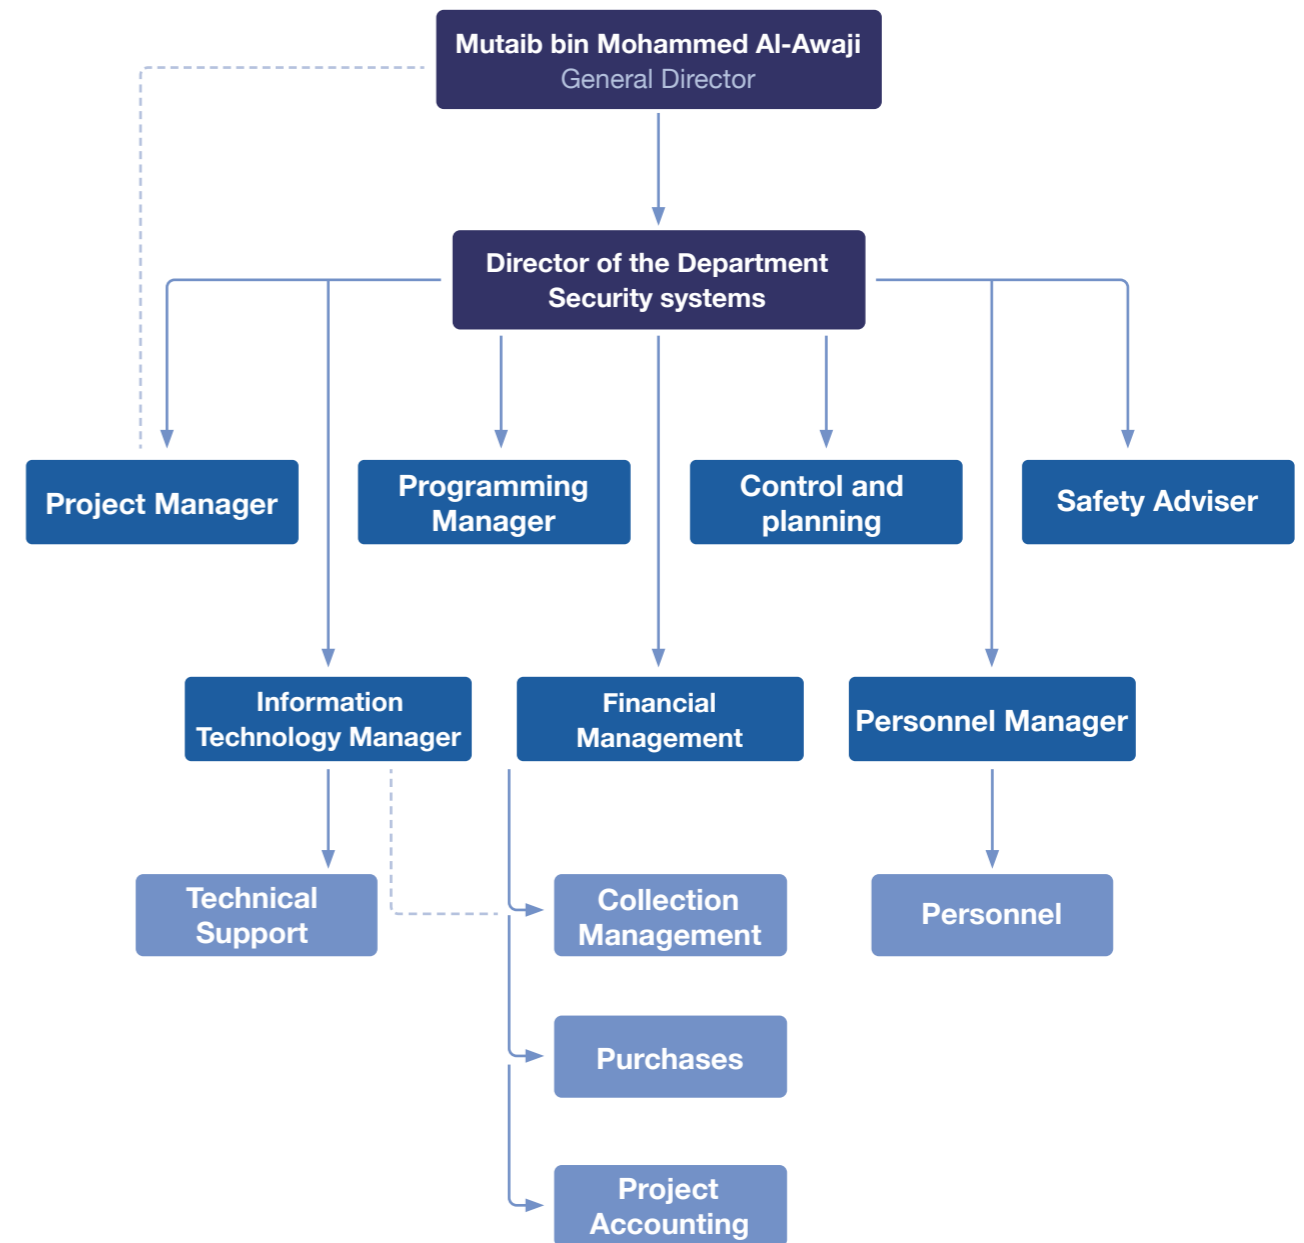 Mutaib bin Mohammed Al-Awaji
General Director
Director of the Department
Security systems
Project Manager
Programming
Manager
Control and
planning
Safety Adviser
Information
Technology Manager
Financial
Management
Personnel Manager
Technical
Support
Collection
Management
Personnel
Purchases
Project
Accounting